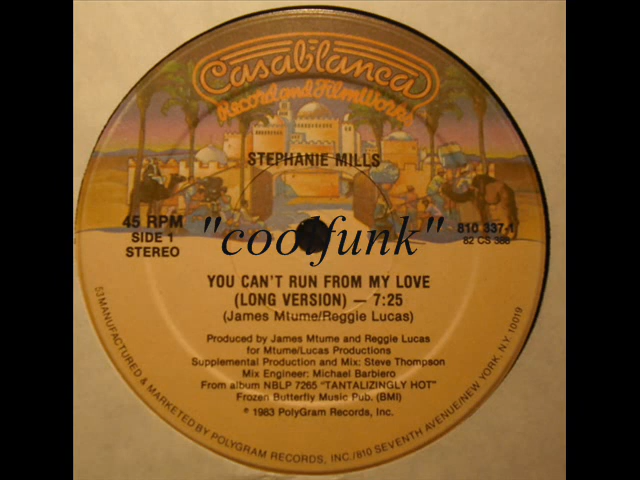 Casablanca
Record and FilmWorks
STEPHANIE MILLS
45 RPM
SIDE 1
STEREO
"coolfunk"
810 337-1
82 CS 386
YOU CAN'T RUN FROM MY LOVE
(LONG VERSION) — 7:25
(James Mtume/Reggie Lucas)
Produced by James Mtume and Reggie Lucas
for Mtume/Lucas Productions
Supplemental Production and Mix: Steve Thompson
Mix Engineer: Michael Barbiero
From album NBLP 7265 "TANTALIZINGLY HOT"
Frozen Butterfly Music Pub. (BMI)
℗ 1983 PolyGram Records, Inc.
53 MANUFACTURED & MARKETED BY POLYGRAM RECORDS, INC./810 SEVENTH AVENUE/NEW YORK, N.Y. 10019